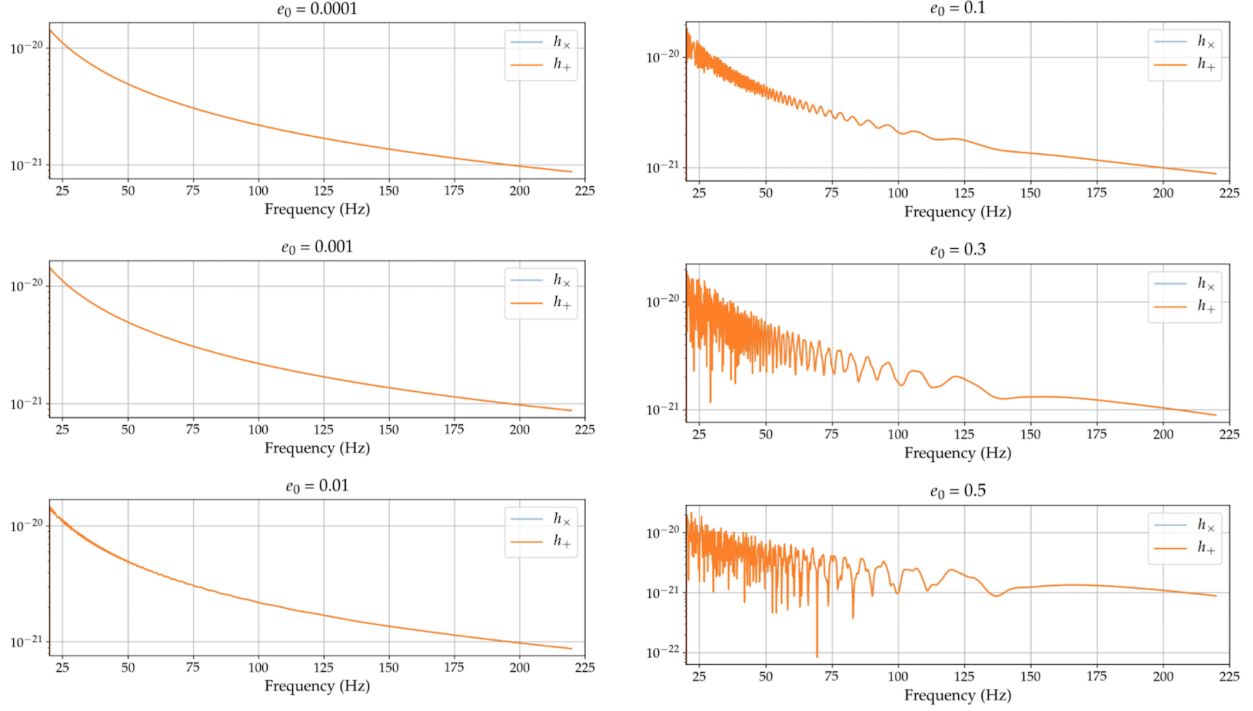 e₀ = 0.0001
10⁻²⁰
10⁻²¹
h×
h+
25 50 75 100 125 150 175 200 225
Frequency (Hz)
e₀ = 0.001
10⁻²⁰
10⁻²¹
h×
h+
25 50 75 100 125 150 175 200 225
Frequency (Hz)
e₀ = 0.01
10⁻²⁰
10⁻²¹
h×
h+
25 50 75 100 125 150 175 200 225
Frequency (Hz)
e₀ = 0.1
10⁻²⁰
10⁻²¹
h×
h+
25 50 75 100 125 150 175 200 225
Frequency (Hz)
e₀ = 0.3
10⁻²⁰
10⁻²¹
h×
h+
25 50 75 100 125 150 175 200 225
Frequency (Hz)
e₀ = 0.5
10⁻²⁰
10⁻²¹
10⁻²²
h×
h+
25 50 75 100 125 150 175 200 225
Frequency (Hz)